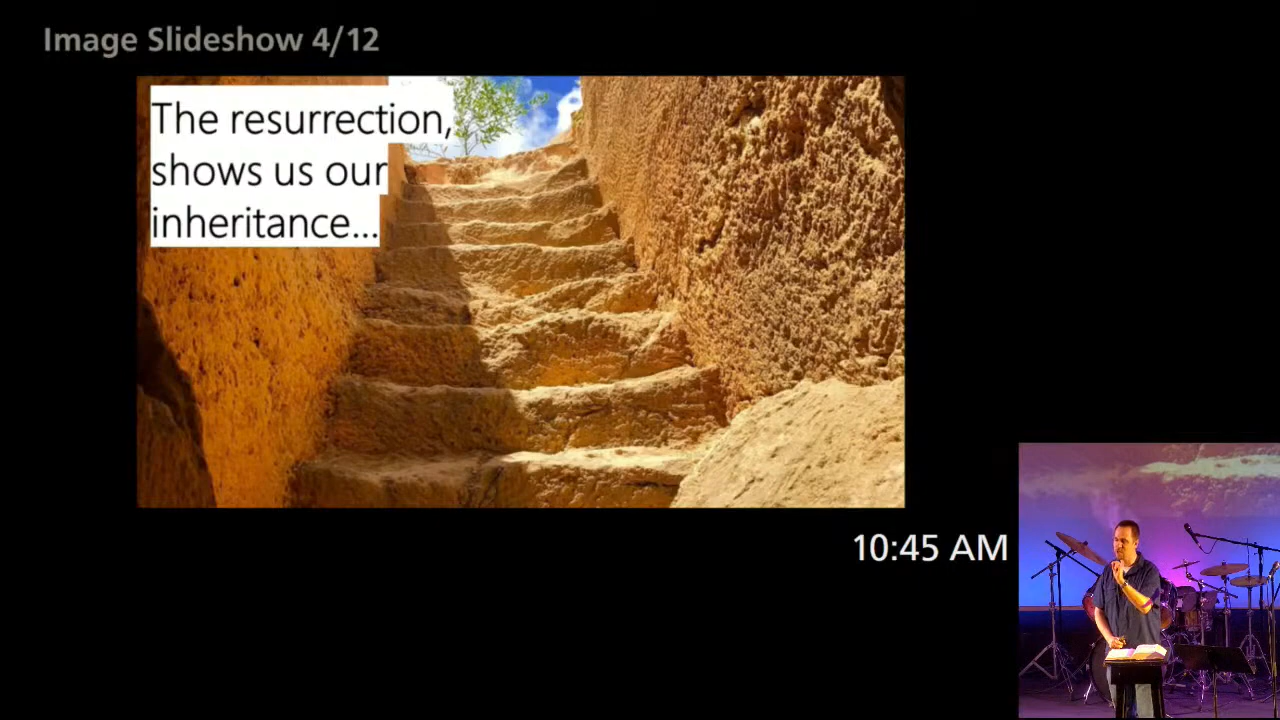 Image Slideshow 4/12
The resurrection,
shows us our
inheritance...
10:45 AM